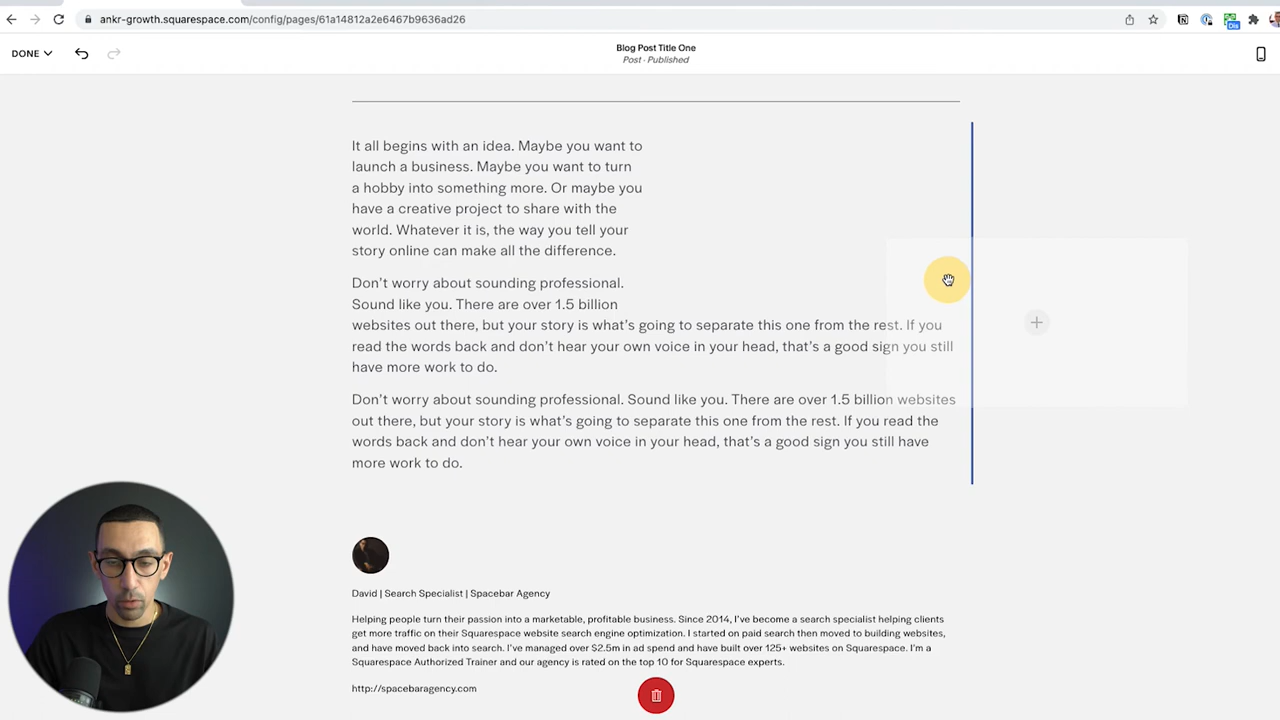 ankr-growth.squarespace.com/config/pages/61a14812a2e6467b9636ad26
Dis
DONE
Blog Post Title One
Post · Published
It all begins with an idea. Maybe you want to
launch a business. Maybe you want to turn
a hobby into something more. Or maybe you
have a creative project to share with the
world. Whatever it is, the way you tell your
story online can make all the difference.
Don't worry about sounding professional.
Sound like you. There are over 1.5 billion
websites out there, but your story is what's going to separate this one from the rest. If you
read the words back and don't hear your own voice in your head, that's a good sign you still
have more work to do.
Don't worry about sounding professional. Sound like you. There are over 1.5 billion websites
out there, but your story is what's going to separate this one from the rest. If you read the
words back and don't hear your own voice in your head, that's a good sign you still have
more work to do.
David | Search Specialist | Spacebar Agency
Helping people turn their passion into a marketable, profitable business. Since 2014, I've become a search specialist helping clients
get more traffic on their Squarespace website search engine optimization. I started on paid search then moved to building websites,
and have moved back into search. I've managed over $2.5m in ad spend and have built over 125+ websites on Squarespace. I'm a
Squarespace Authorized Trainer and our agency is rated on the top 10 for Squarespace experts.
http://spacebaragency.com